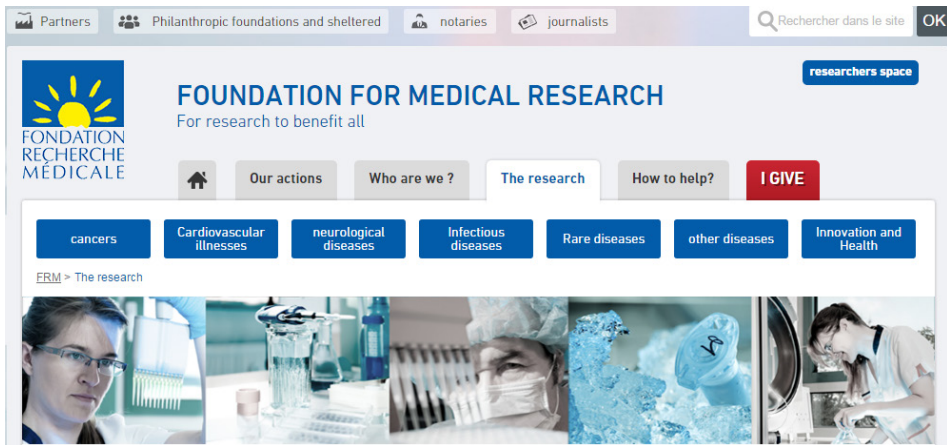 Partners
Philanthropic foundations and sheltered
notaries
journalists
Rechercher dans le site
OK
researchers space
FONDATION
RECHERCHE
MÉDICALE
FOUNDATION FOR MEDICAL RESEARCH
For research to benefit all
Our actions
Who are we ?
The research
How to help?
I GIVE
cancers
Cardiovascular
illnesses
neurological
diseases
Infectious
diseases
Rare diseases
other diseases
Innovation and
Health
FRM > The research